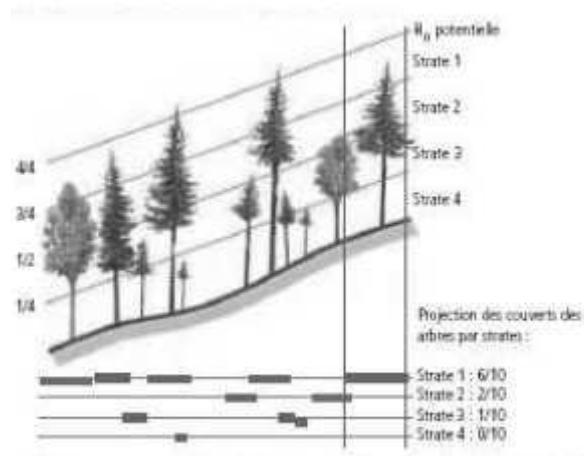 H₀ potentielle
Strate 1
Strate 2
Strate 3
Strate 4
4/4
3/4
1/2
1/4
Projection des couverts des
arbres par strates :
Strate 1 : 6/10
Strate 2 : 2/10
Strate 3 : 1/10
Strate 4 : 0/10